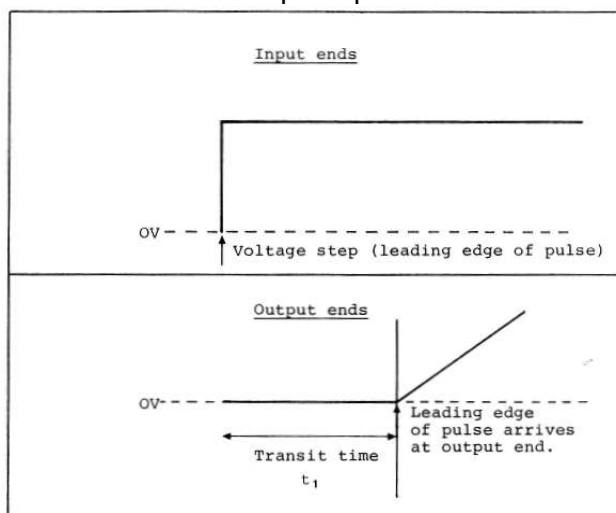 Input ends
OV
Voltage step (leading edge of pulse)
Output ends
OV
Leading edge
of pulse arrives
at output end.
Transit time
t₁